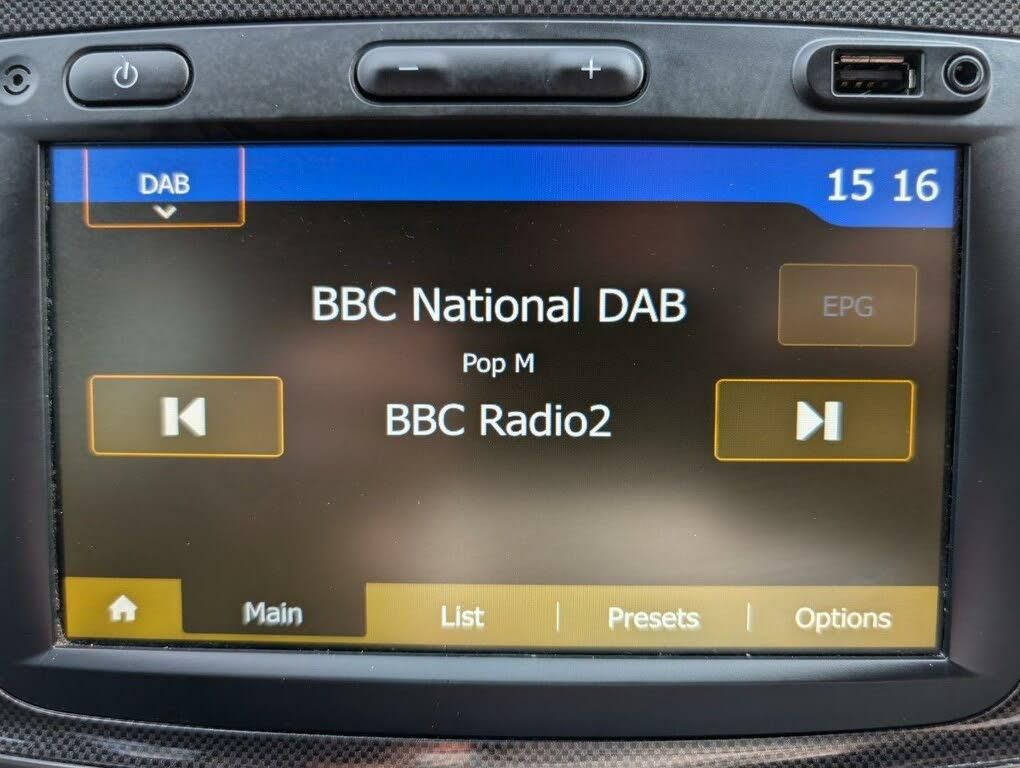 − +
DAB
15 16
BBC National DAB
EPG
Pop M
BBC Radio2
Main
List
Presets
Options